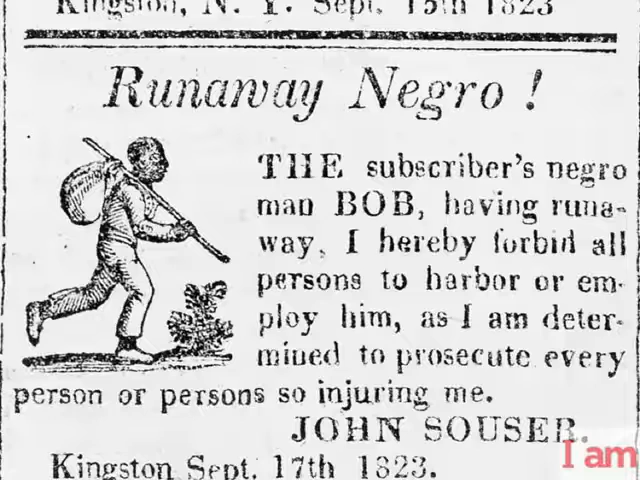 Kingston, N. Y. Sept. 15th 1823
Runaway Negro !
THE subscriber's negro
man BOB, having runa-
way, I hereby forbid all
persons to harbor or em-
ploy him, as I am deter-
mined to prosecute every
person or persons so injuring me.
JOHN SOUSER.
I am
Kingston Sept. 17th 1823.